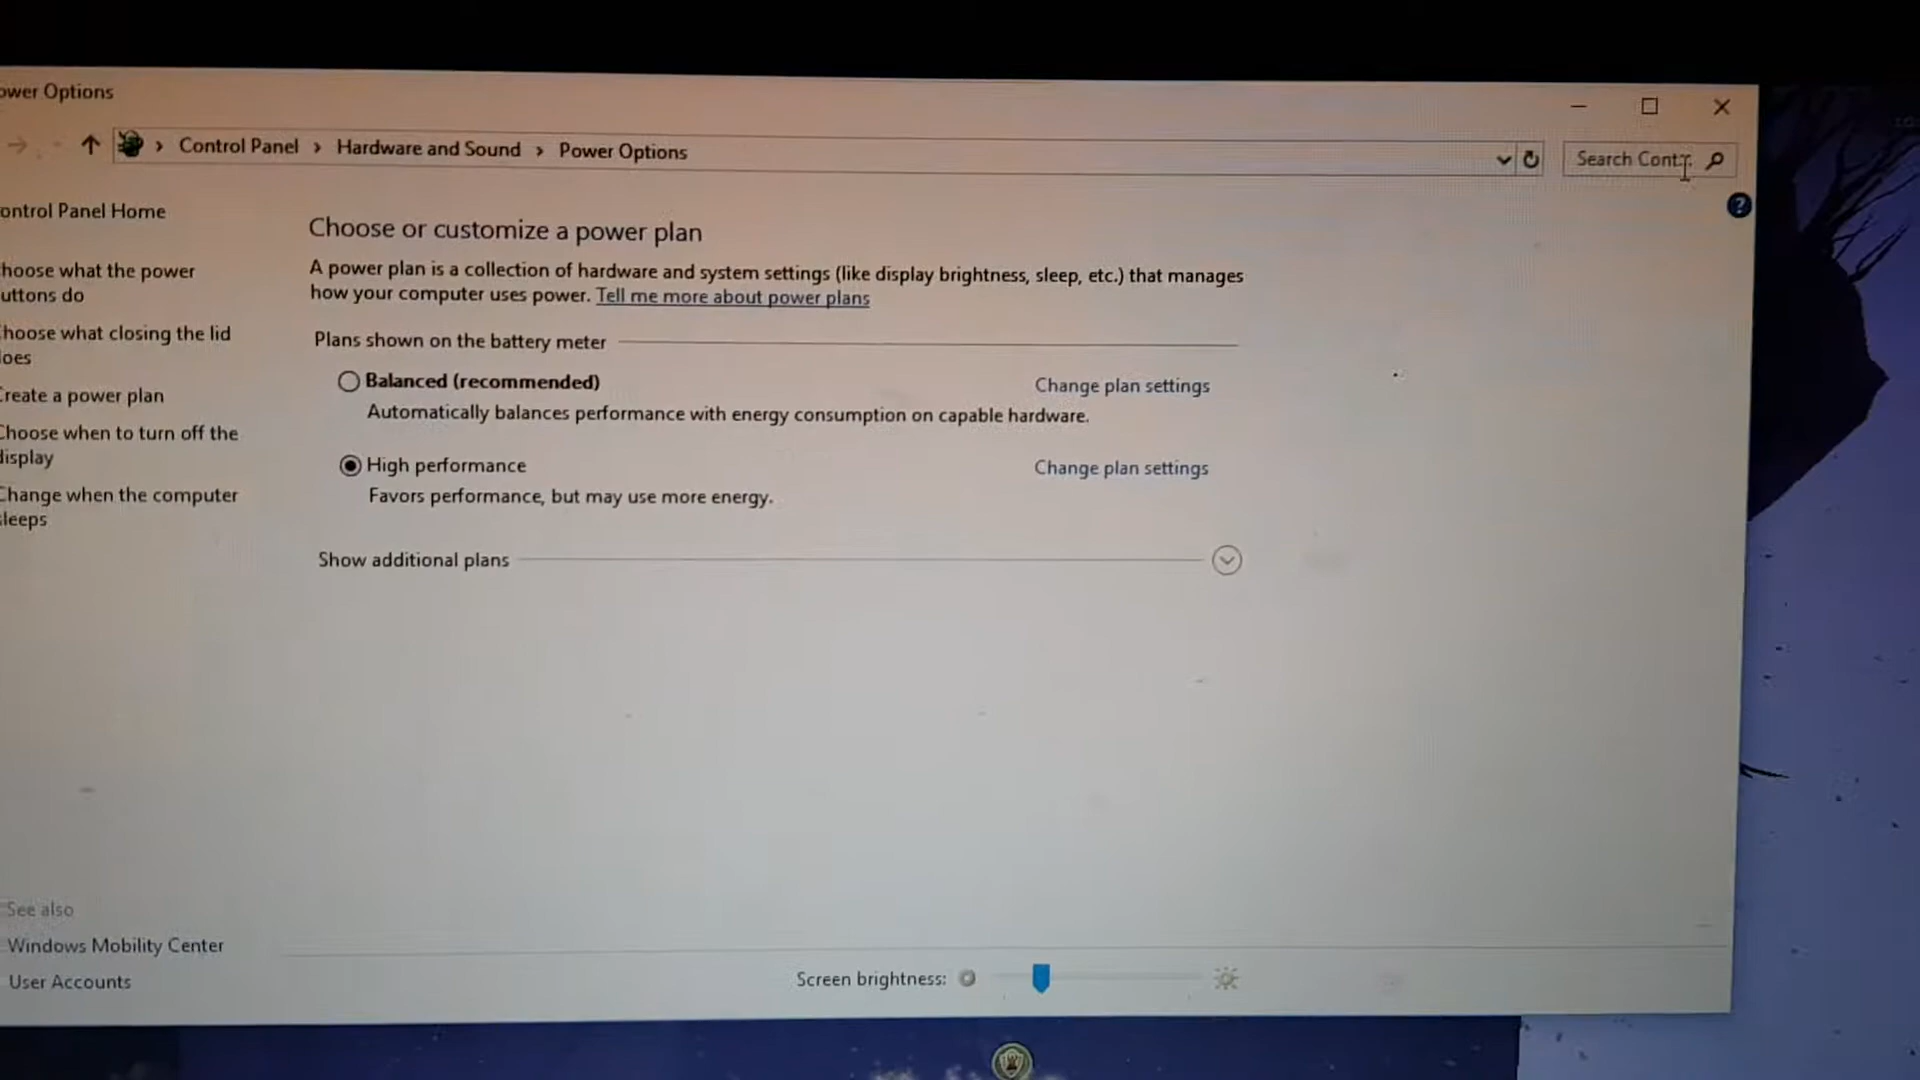 ower Options
Control Panel › Hardware and Sound › Power Options
Search Cont
ontrol Panel Home
hoose what the power
uttons do
hoose what closing the lid
oes
reate a power plan
Choose when to turn off the
display
Change when the computer
sleeps
Choose or customize a power plan
A power plan is a collection of hardware and system settings (like display brightness, sleep, etc.) that manages
how your computer uses power. Tell me more about power plans
Plans shown on the battery meter
Balanced (recommended)
Change plan settings
Automatically balances performance with energy consumption on capable hardware.
High performance
Change plan settings
Favors performance, but may use more energy.
Show additional plans
See also
Windows Mobility Center
User Accounts
Screen brightness: